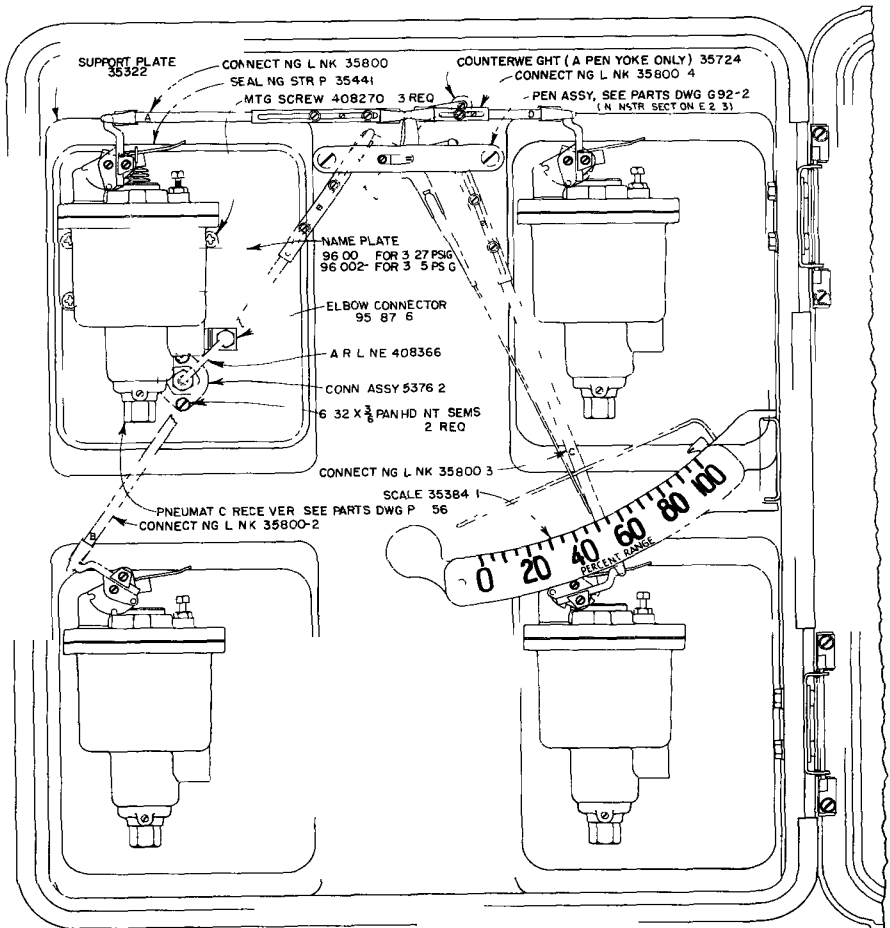 SUPPORT PLATE
35322
CONNECT NG L NK 35800
SEAL NG STR P 35441
MTG SCREW 408270 3 REQ
COUNTERWE GHT (A PEN YOKE ONLY) 35724
CONNECT NG L NK 35800 4
PEN ASSY, SEE PARTS DWG G92-2
( N NSTR SECT ON E 2 3)
A
D
B
NAME PLATE
96 00 FOR 3 27 PSIG
96 002- FOR 3 5 PS G
ELBOW CONNECTOR
95 87 6
A R L NE 408366
CONN ASSY 5376 2
6 32 X 3/6 PAN HD NT SEMS
2 REQ
C
CONNECT NG L NK 35800 3
SCALE 35384 1
PNEUMAT C RECE VER SEE PARTS DWG P 56
CONNECT NG L NK 35800-2
B
0 20 40 60 80 100
PERCENT RANGE